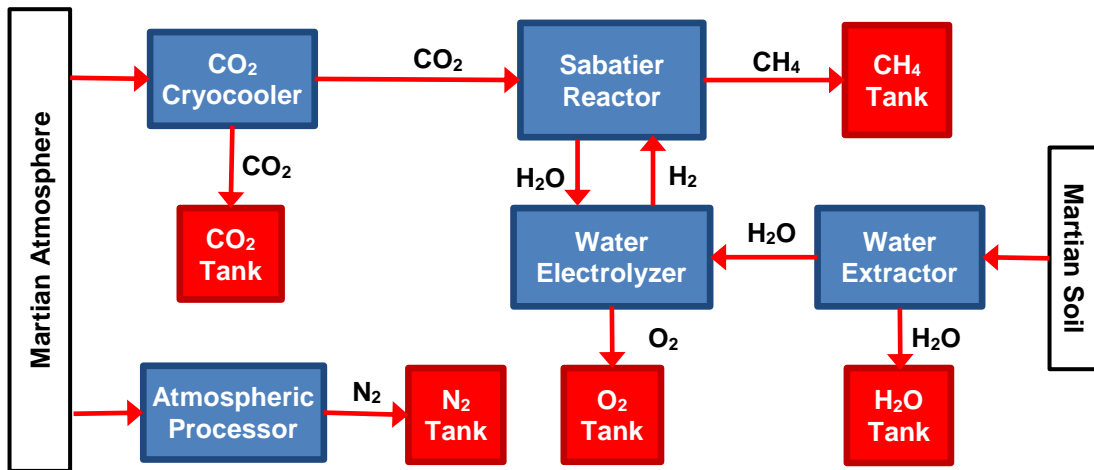 Martian Atmosphere
CO₂
Cryocooler
CO₂
Sabatier
Reactor
CH₄
CH₄
Tank
CO₂
H₂O
H₂
CO₂
Tank
Water
Electrolyzer
H₂O
Water
Extractor
Martian Soil
O₂
H₂O
Atmospheric
Processor
N₂
N₂
Tank
O₂
Tank
H₂O
Tank